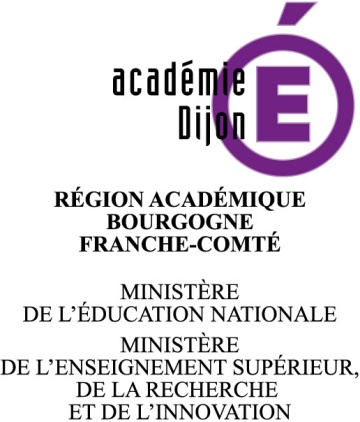 académie
Dijon
É
RÉGION ACADÉMIQUE
BOURGOGNE
FRANCHE-COMTÉ
MINISTÈRE
DE L’ÉDUCATION NATIONALE
MINISTÈRE
DE L’ENSEIGNEMENT SUPÉRIEUR,
DE LA RECHERCHE
ET DE L’INNOVATION